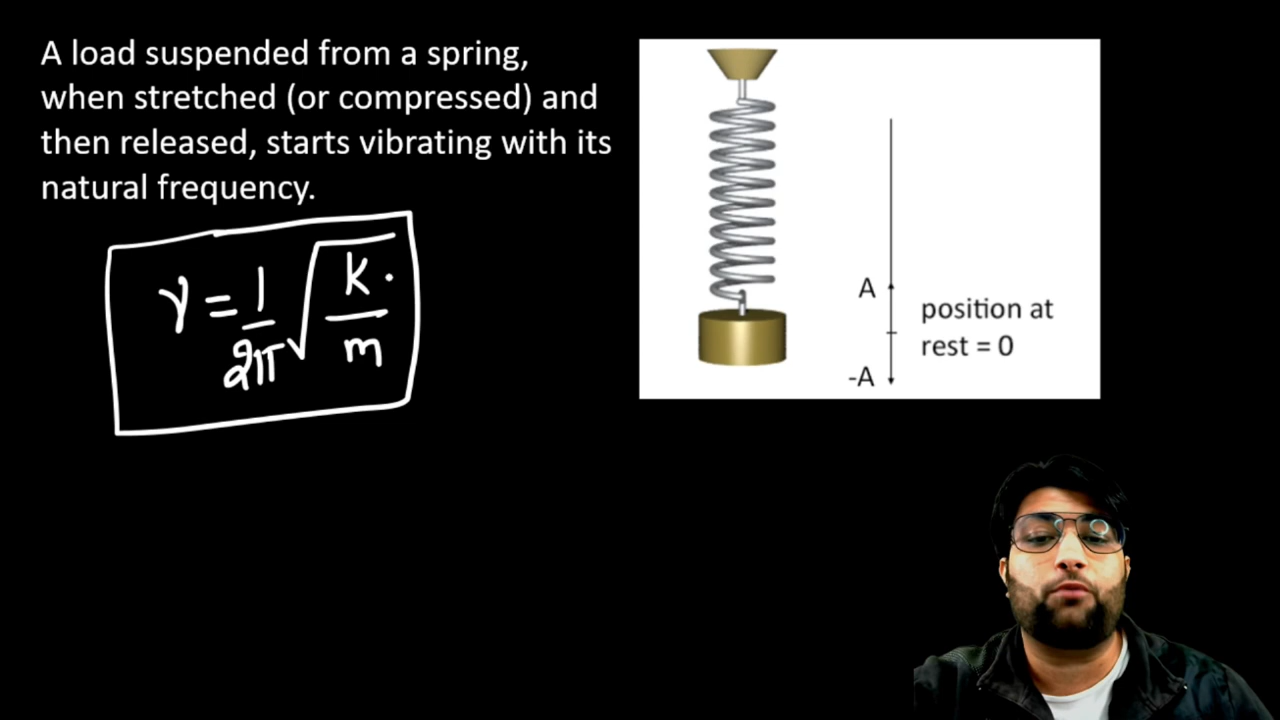 A load suspended from a spring,
when stretched (or compressed) and
then released, starts vibrating with its
natural frequency.
γ = 1/2π √k/m
A
position at
rest = 0
-A